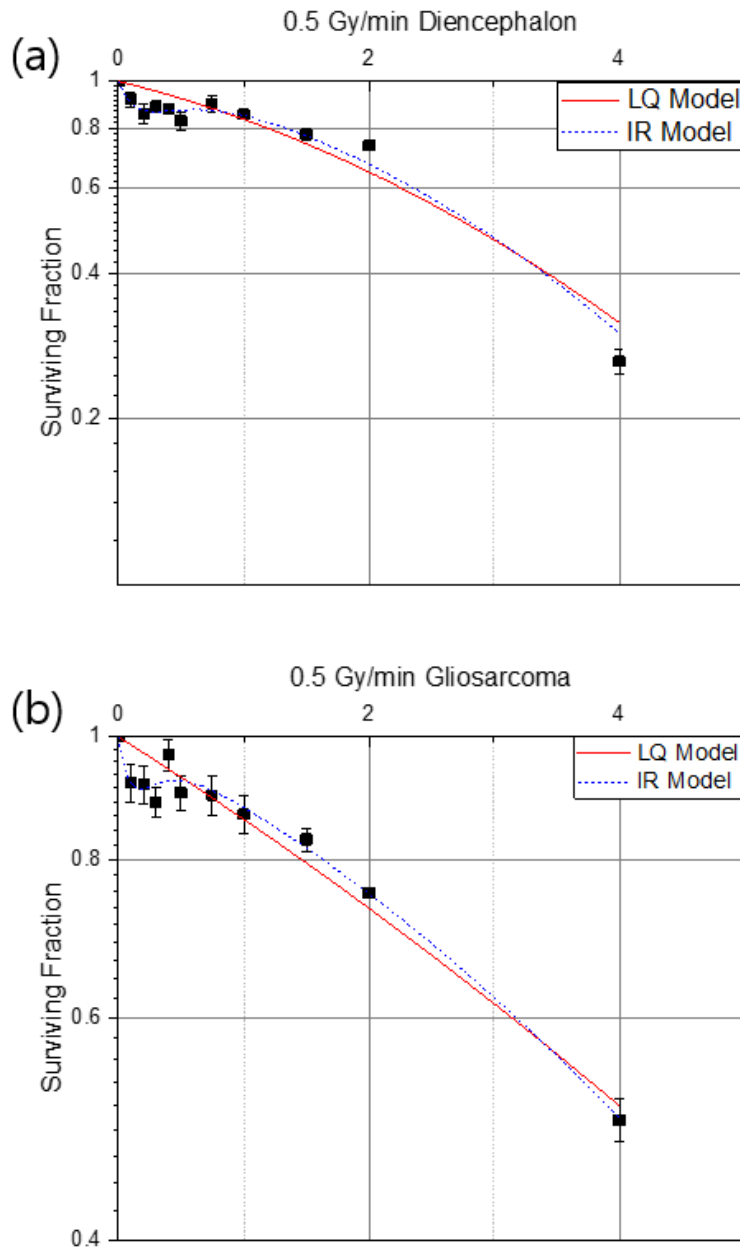 (a)
0.5 Gy/min Diencephalon
0 2 4
1
0.8
0.6
0.4
0.2
Surviving Fraction
LQ Model
IR Model
(b)
0.5 Gy/min Gliosarcoma
0 2 4
1
0.8
0.6
0.4
Surviving Fraction
LQ Model
IR Model